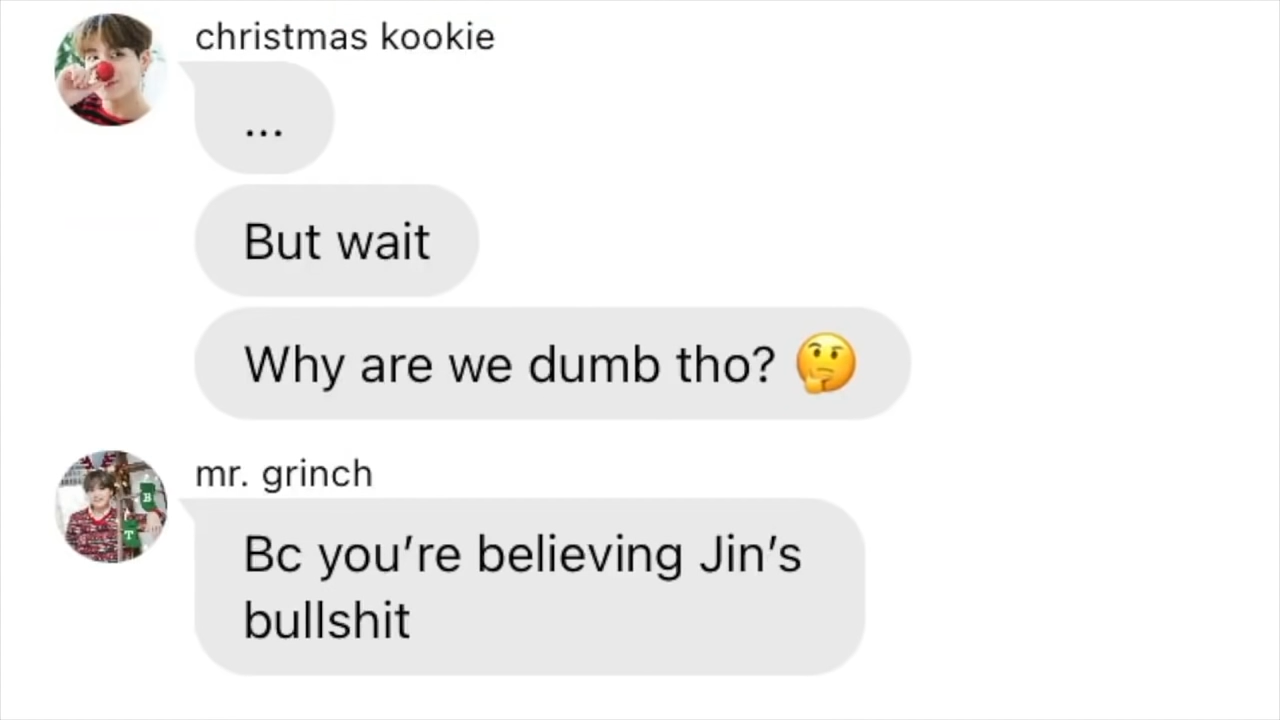 christmas kookie
...
But wait
Why are we dumb tho? 🤔
mr. grinch
Bc you’re believing Jin’s
bullshit
B
T